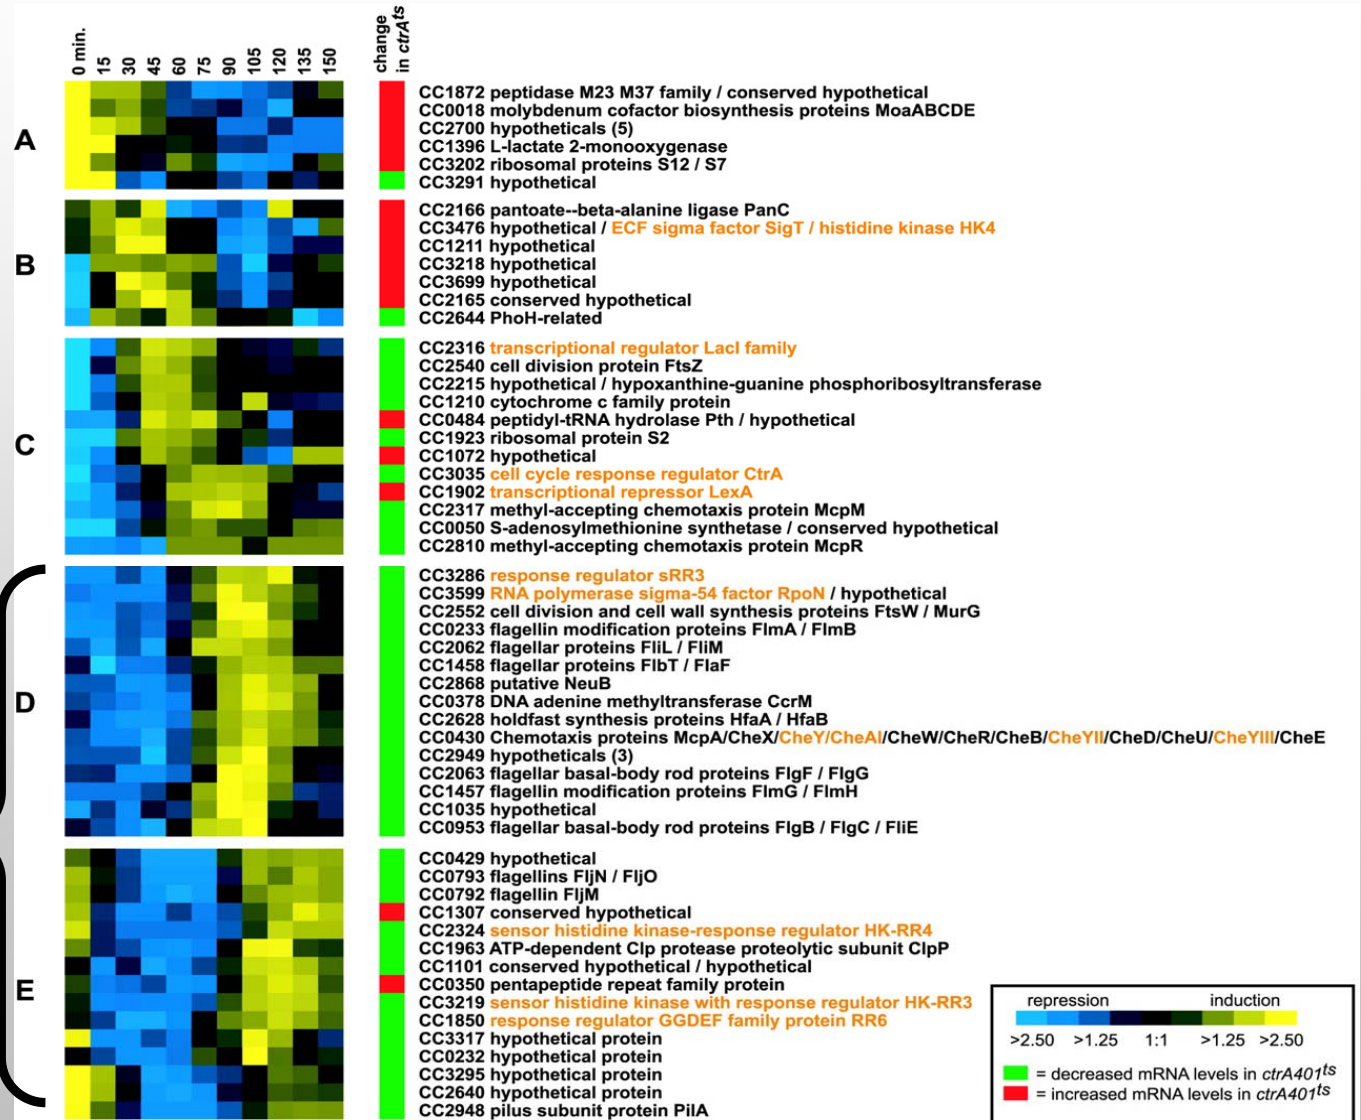 0 min. 15 30 45 60 75 90 105 120 135 150 change in ctrAts
A
CC1872 peptidase M23 M37 family / conserved hypothetical
CC0018 molybdenum cofactor biosynthesis proteins MoaABCDE
CC2700 hypotheticals (5)
CC1396 L-lactate 2-monooxygenase
CC3202 ribosomal proteins S12 / S7
CC3291 hypothetical
B
CC2166 pantoate--beta-alanine ligase PanC
CC3476 hypothetical / ECF sigma factor SigT / histidine kinase HK4
CC1211 hypothetical
CC3218 hypothetical
CC3699 hypothetical
CC2165 conserved hypothetical
CC2644 PhoH-related
C
CC2316 transcriptional regulator LacI family
CC2540 cell division protein FtsZ
CC2215 hypothetical / hypoxanthine-guanine phosphoribosyltransferase
CC1210 cytochrome c family protein
CC0484 peptidyl-tRNA hydrolase Pth / hypothetical
CC1923 ribosomal protein S2
CC1072 hypothetical
CC3035 cell cycle response regulator CtrA
CC1902 transcriptional repressor LexA
CC2317 methyl-accepting chemotaxis protein McpM
CC0050 S-adenosylmethionine synthetase / conserved hypothetical
CC2810 methyl-accepting chemotaxis protein McpR
D
CC3286 response regulator sRR3
CC3599 RNA polymerase sigma-54 factor RpoN / hypothetical
CC2552 cell division and cell wall synthesis proteins FtsW / MurG
CC0233 flagellin modification proteins FlmA / FlmB
CC2062 flagellar proteins FliL / FliM
CC1458 flagellar proteins FlbT / FlaF
CC2868 putative NeuB
CC0378 DNA adenine methyltransferase CcrM
CC2628 holdfast synthesis proteins HfaA / HfaB
CC0430 Chemotaxis proteins McpA/CheX/CheY/CheAI/CheW/CheR/CheB/CheYII/CheD/CheU/CheYIII/CheE
CC2949 hypotheticals (3)
CC2063 flagellar basal-body rod proteins FlgF / FlgG
CC1457 flagellin modification proteins FlmG / FlmH
CC1035 hypothetical
CC0953 flagellar basal-body rod proteins FlgB / FlgC / FliE
E
CC0429 hypothetical
CC0793 flagellins FljN / FljO
CC0792 flagellin FljM
CC1307 conserved hypothetical
CC2324 sensor histidine kinase-response regulator HK-RR4
CC1963 ATP-dependent Clp protease proteolytic subunit ClpP
CC1101 conserved hypothetical / hypothetical
CC0350 pentapeptide repeat family protein
CC3219 sensor histidine kinase with response regulator HK-RR3
CC1850 response regulator GGDEF family protein RR6
CC3317 hypothetical protein
CC0232 hypothetical protein
CC3295 hypothetical protein
CC2640 hypothetical protein
CC2948 pilus subunit protein PilA
repression induction
>2.50 >1.25 1:1 >1.25 >2.50
= decreased mRNA levels in ctrA401ts
= increased mRNA levels in ctrA401ts